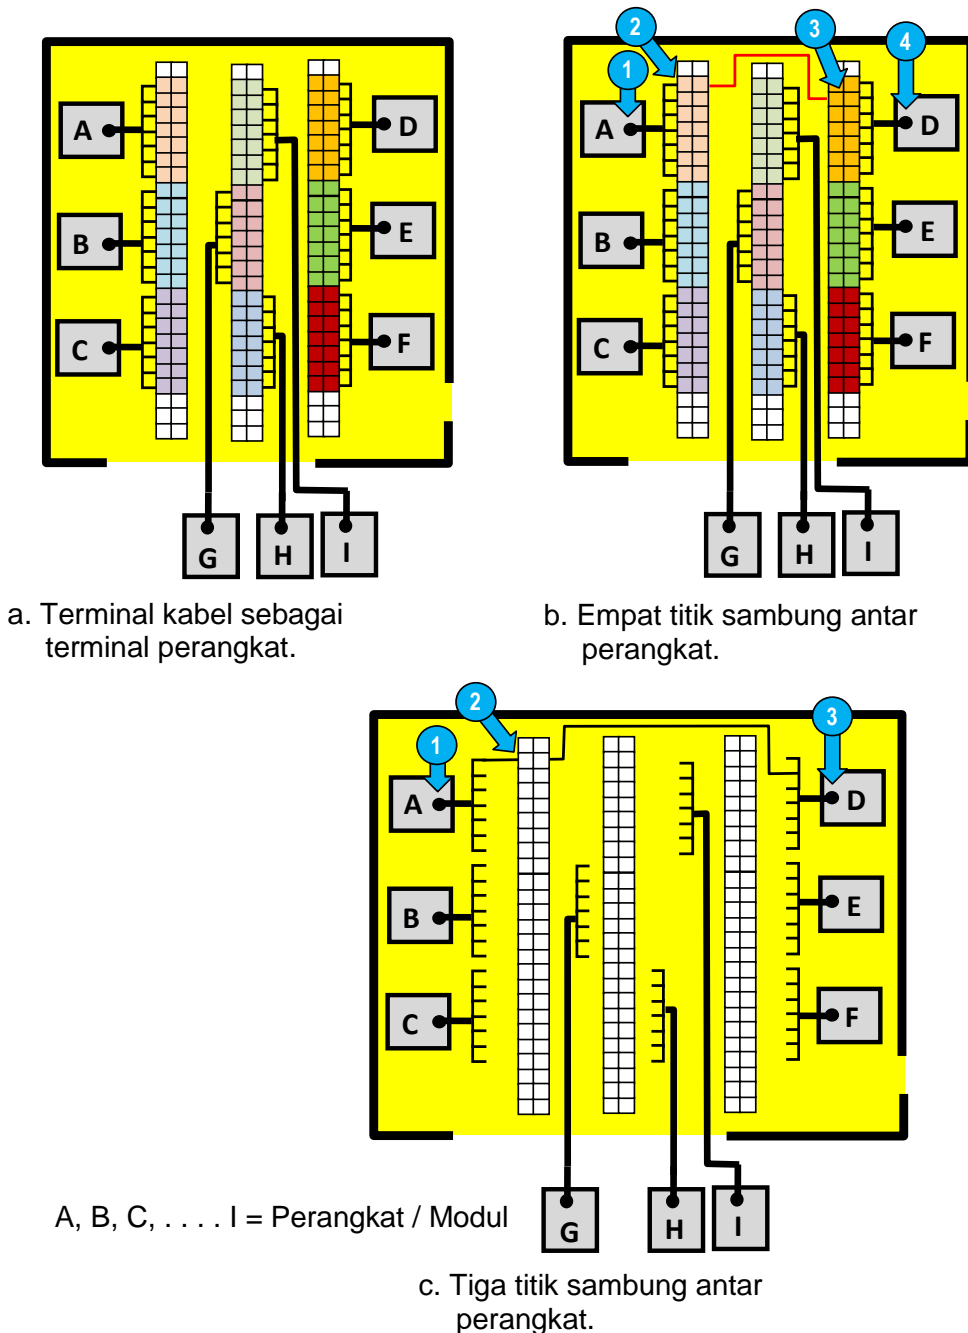 A
B
C
D
E
F
G
H
I
a. Terminal kabel sebagai
terminal perangkat.
2
3
4
1
A
B
C
D
E
F
G
H
I
b. Empat titik sambung antar
perangkat.
2
1
3
A
B
C
D
E
F
G
H
I
A, B, C, . . . . I = Perangkat / Modul
c. Tiga titik sambung antar
perangkat.